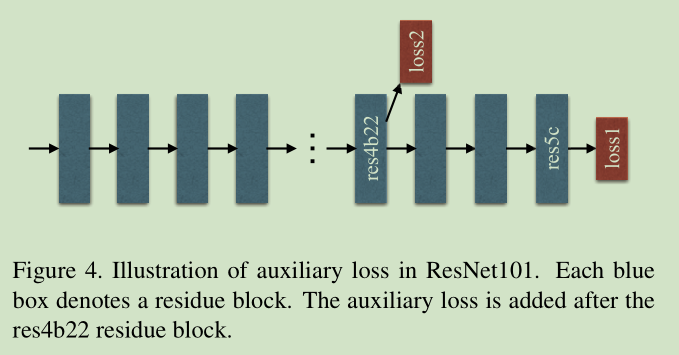 loss2
res4b22
res5c
loss1
Figure 4. Illustration of auxiliary loss in ResNet101. Each blue
box denotes a residue block. The auxiliary loss is added after the
res4b22 residue block.